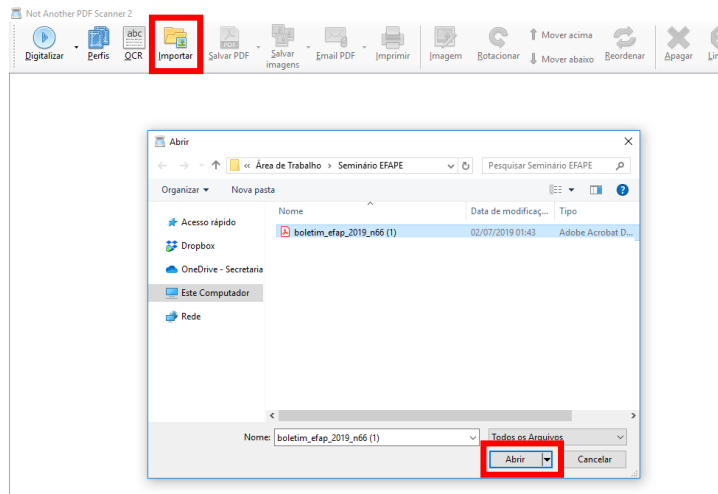 Not Another PDF Scanner 2
Digitalizar
Perfis
abc
OCR
Importar
PDF
Salvar PDF
Salvar
imagens
Email PDF
Imprimir
Imagem
Rotacionar
Mover acima
Mover abaixo
Reordenar
Apagar
Abrir
« Área de Trabalho › Seminário EFAPE
Pesquisar Seminário EFAPE
Organizar
Nova pasta
Nome
Data de modificaç...
Tipo
Acesso rápido
boletim_efap_2019_n66 (1)
02/07/2019 01:43
Adobe Acrobat D...
Dropbox
OneDrive - Secretaria
Este Computador
Rede
Nome:
boletim_efap_2019_n66 (1)
Todos os Arquivos
Abrir
Cancelar